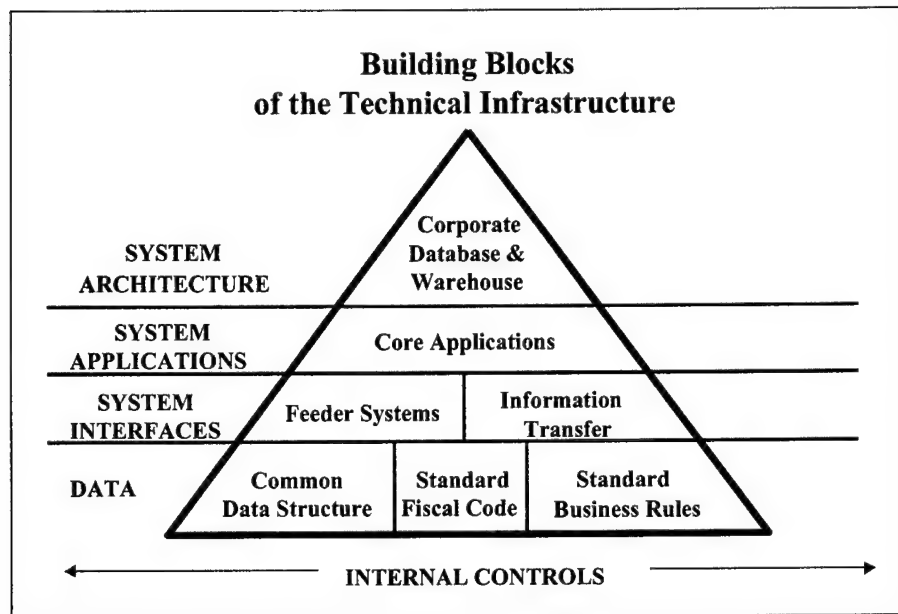 Building Blocks
of the Technical Infrastructure
SYSTEM
ARCHITECTURE
Corporate
Database &
Warehouse
SYSTEM
APPLICATIONS
Core Applications
SYSTEM
INTERFACES
Feeder Systems
Information
Transfer
DATA
Common
Data Structure
Standard
Fiscal Code
Standard
Business Rules
INTERNAL CONTROLS